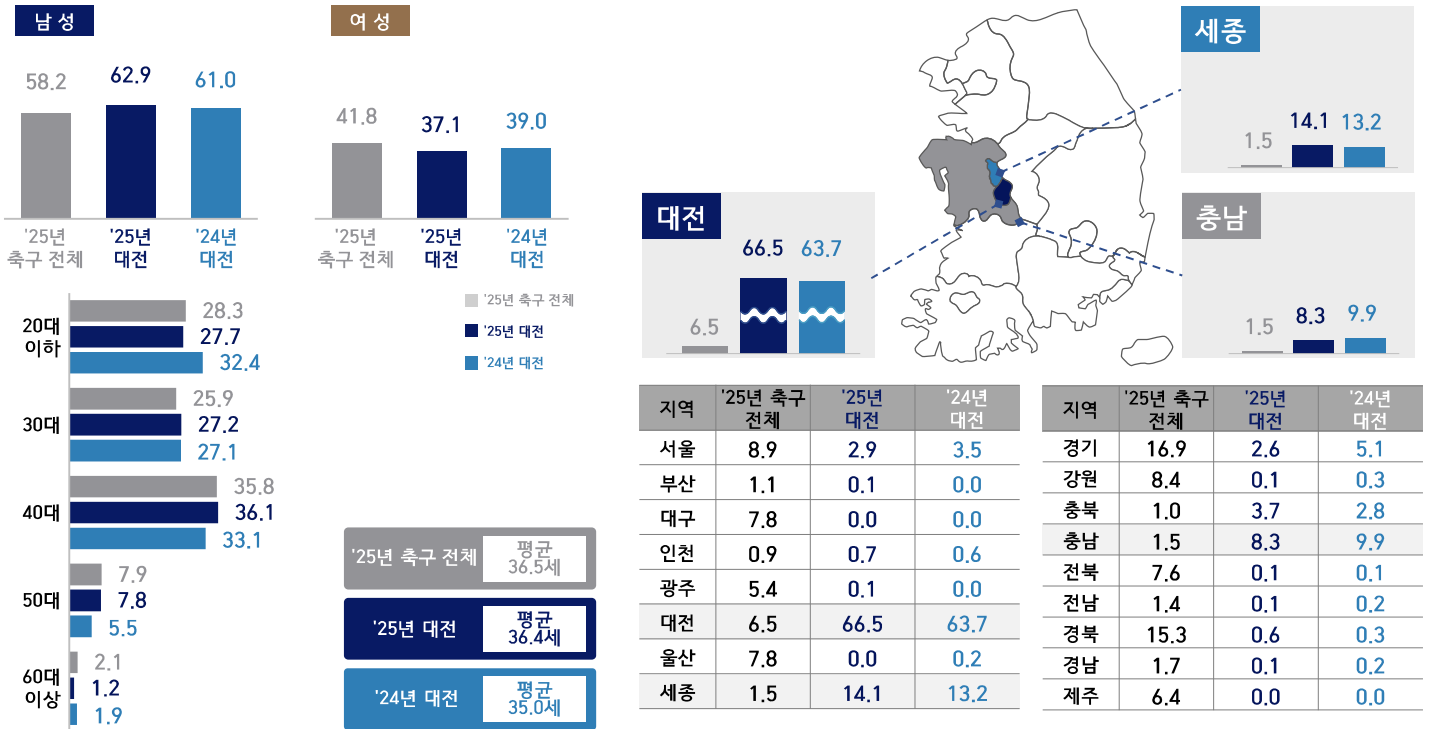 남 성
58.2
62.9
61.0
'25년
축구 전체
'25년
대전
'24년
대전
여 성
41.8
37.1
39.0
'25년
축구 전체
'25년
대전
'24년
대전
'25년 축구 전체
'25년 대전
'24년 대전
20대
이하
28.3
27.7
32.4
30대
25.9
27.2
27.1
40대
35.8
36.1
33.1
50대
7.9
7.8
5.5
60대
이상
2.1
1.2
1.9
'25년 축구 전체
평균
36.5세
'25년 대전
평균
36.4세
'24년 대전
평균
35.0세
세종
1.5
14.1
13.2
대전
6.5
66.5
63.7
충남
1.5
8.3
9.9
지역 '25년 축구 전체 '25년 대전 '24년 대전
서울 8.9 2.9 3.5
부산 1.1 0.1 0.0
대구 7.8 0.0 0.0
인천 0.9 0.7 0.6
광주 5.4 0.1 0.0
대전 6.5 66.5 63.7
울산 7.8 0.0 0.2
세종 1.5 14.1 13.2
지역 '25년 축구 전체 '25년 대전 '24년 대전
경기 16.9 2.6 5.1
강원 8.4 0.1 0.3
충북 1.0 3.7 2.8
충남 1.5 8.3 9.9
전북 7.6 0.1 0.1
전남 1.4 0.1 0.2
경북 15.3 0.6 0.3
경남 1.7 0.1 0.2
제주 6.4 0.0 0.0